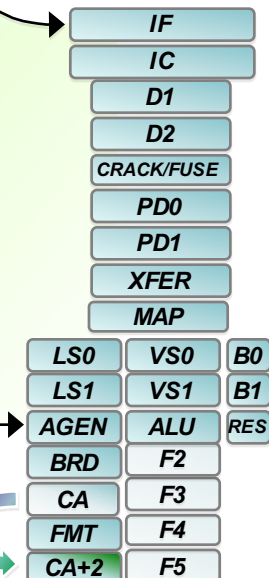 IF
IC
D1
D2
CRACK/FUSE
PD0
PD1
XFER
MAP
LS0 VS0 B0
LS1 VS1 B1
AGEN ALU RES
BRD F2
CA F3
FMT F4
CA+2 F5